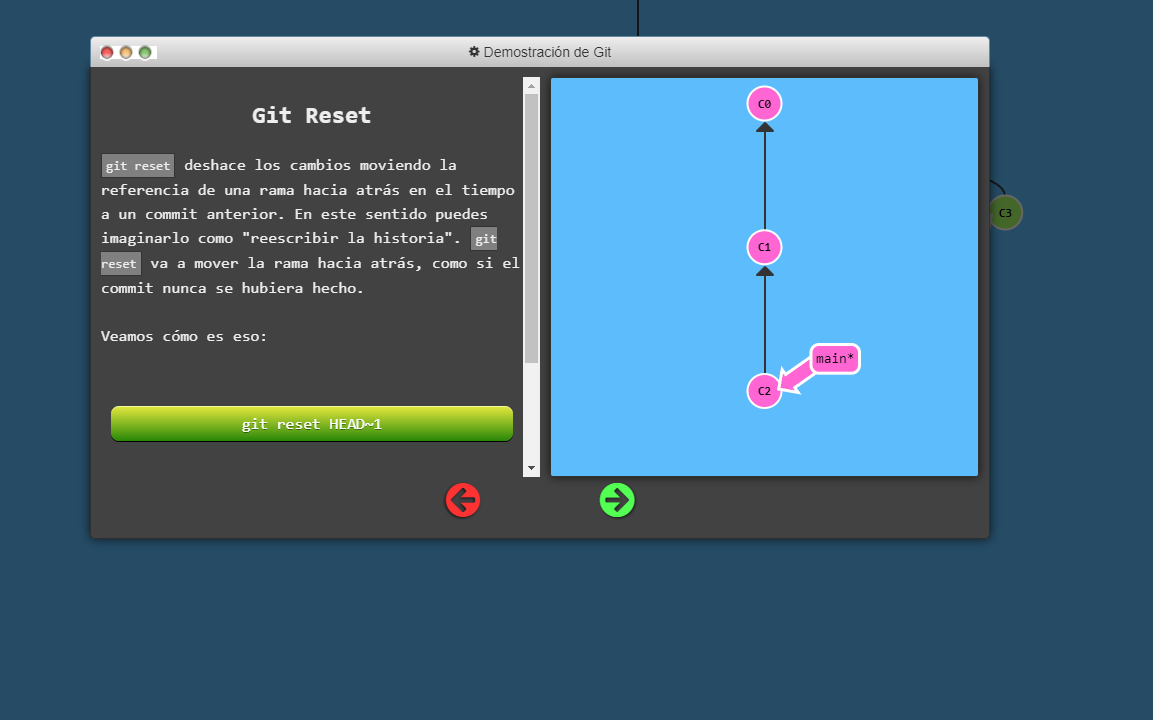 Demostración de Git
Git Reset
git reset deshace los cambios moviendo la
referencia de una rama hacia atrás en el tiempo
a un commit anterior. En este sentido puedes
imaginarlo como "reescribir la historia". git
reset va a mover la rama hacia atrás, como si el
commit nunca se hubiera hecho.
Veamos cómo es eso:
git reset HEAD~1
C0
C1
main*
C2
C3